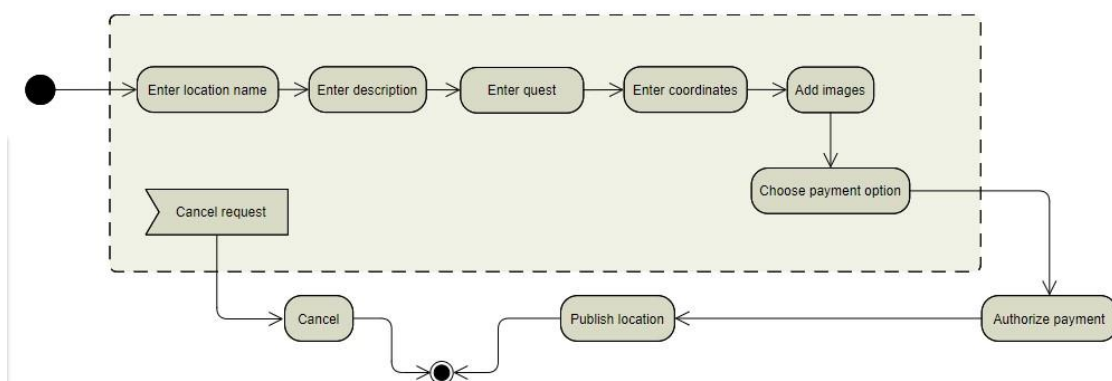 Enter location name
Enter description
Enter quest
Enter coordinates
Add images
Choose payment option
Cancel request
Cancel
Publish location
Authorize payment